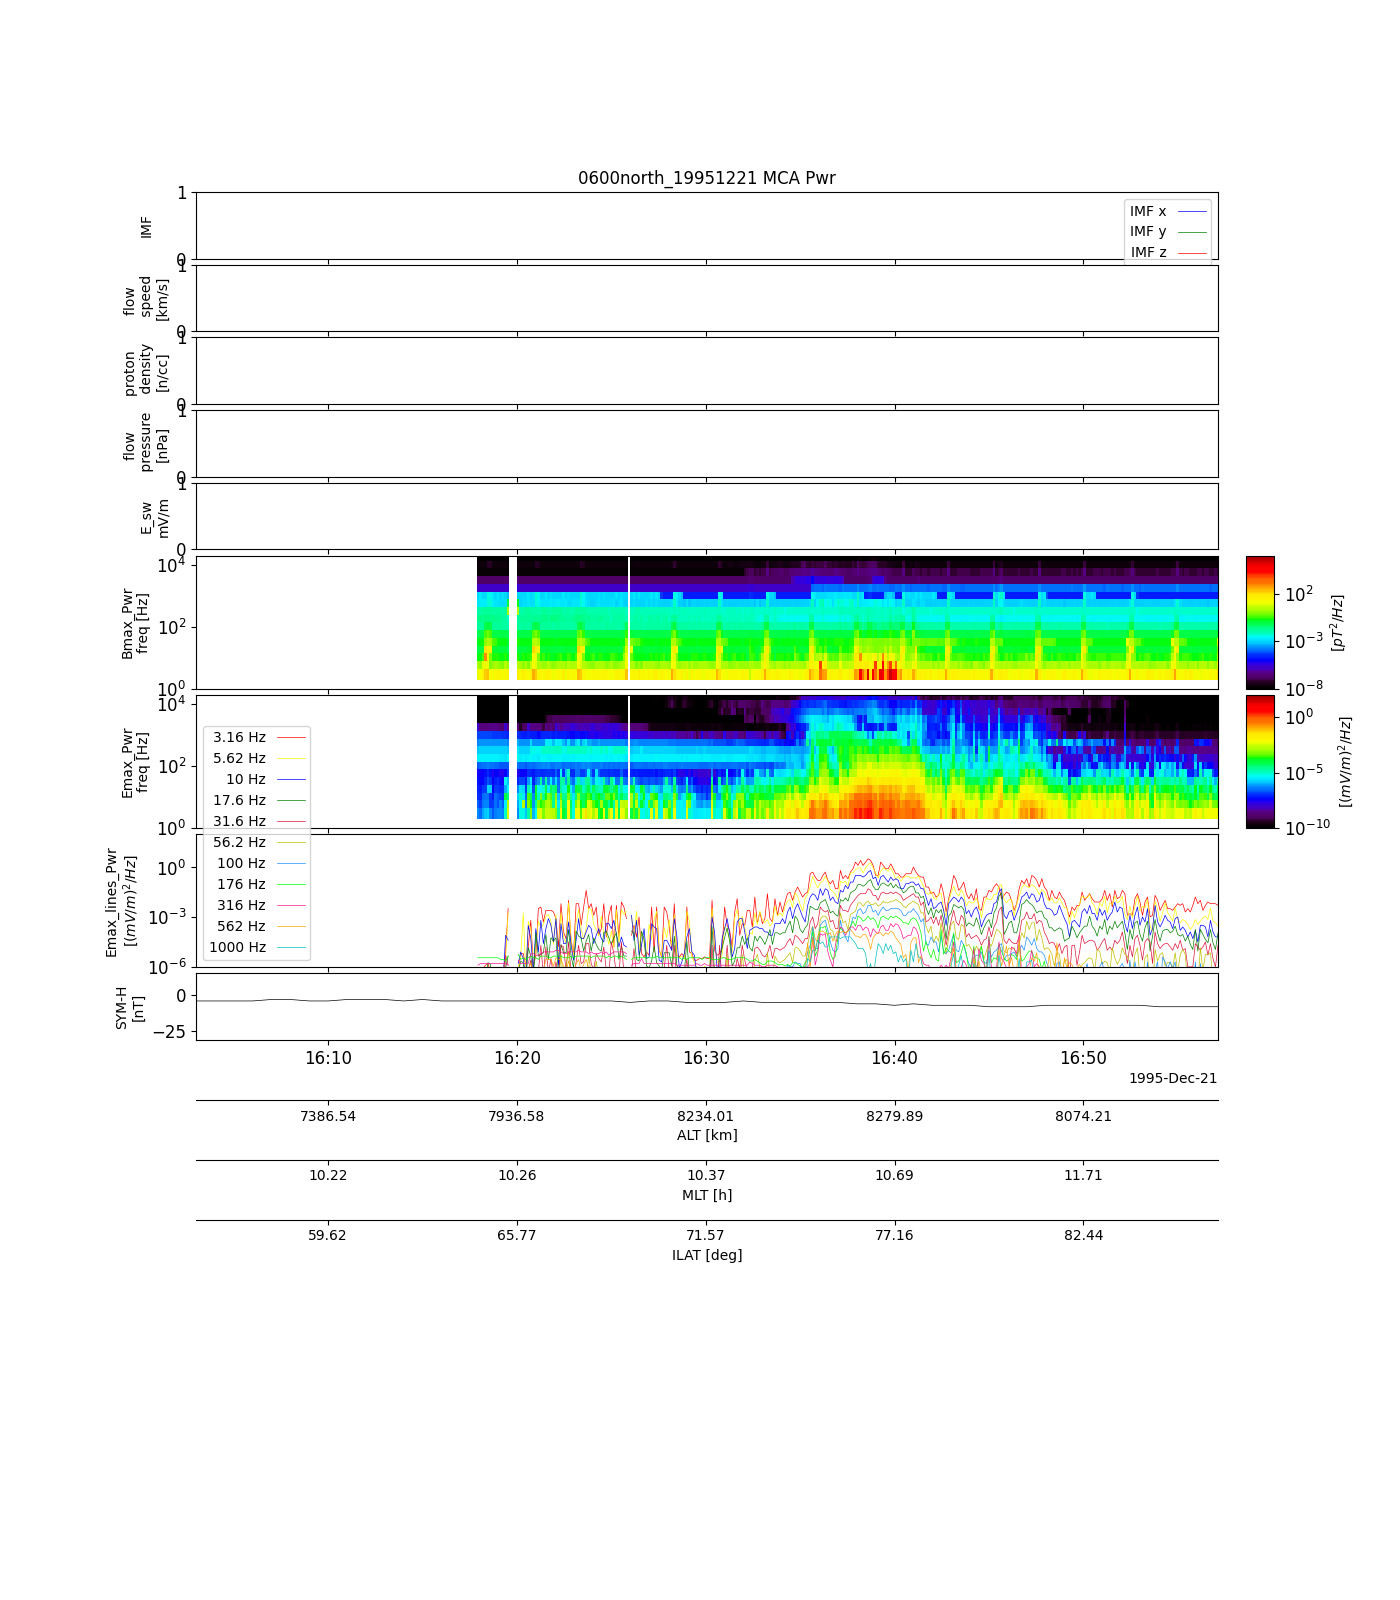 0600north_19951221 MCA Pwr
1
0
IMF
IMF x
IMF y
IMF z
1
0
flow
speed
[km/s]
1
0
proton
density
[n/cc]
1
0
flow
pressure
[nPa]
1
0
E_sw
mV/m
10^4
10^2
10^0
Bmax_Pwr
freq [Hz]
10^2
10^-3
10^-8
[pT^2/Hz]
10^4
10^2
10^0
Emax_Pwr
freq [Hz]
10^0
10^-5
10^-10
[(mV/m)^2/Hz]
3.16 Hz
5.62 Hz
10 Hz
17.6 Hz
31.6 Hz
56.2 Hz
100 Hz
176 Hz
316 Hz
562 Hz
1000 Hz
10^0
10^-3
10^-6
Emax_lines_Pwr
[(mV/m)^2/Hz]
0
−25
SYM-H
[nT]
16:10 16:20 16:30 16:40 16:50
1995-Dec-21
7386.54 7936.58 8234.01 8279.89 8074.21
ALT [km]
10.22 10.26 10.37 10.69 11.71
MLT [h]
59.62 65.77 71.57 77.16 82.44
ILAT [deg]